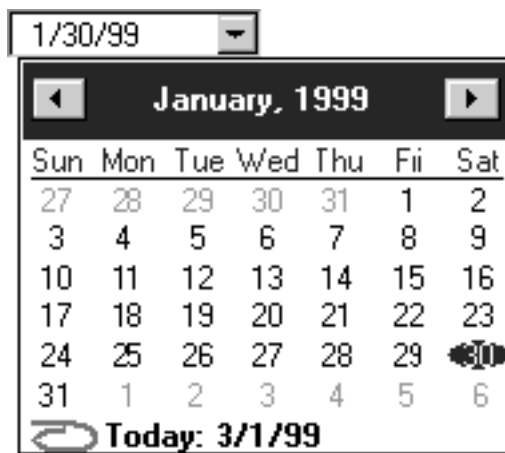 1/30/99
January, 1999
Sun Mon Tue Wed Thu Fii Sat
27 28 29 30 31 1 2
3 4 5 6 7 8 9
10 11 12 13 14 15 16
17 18 19 20 21 22 23
24 25 26 27 28 29 30
31 1 2 3 4 5 6
Today: 3/1/99